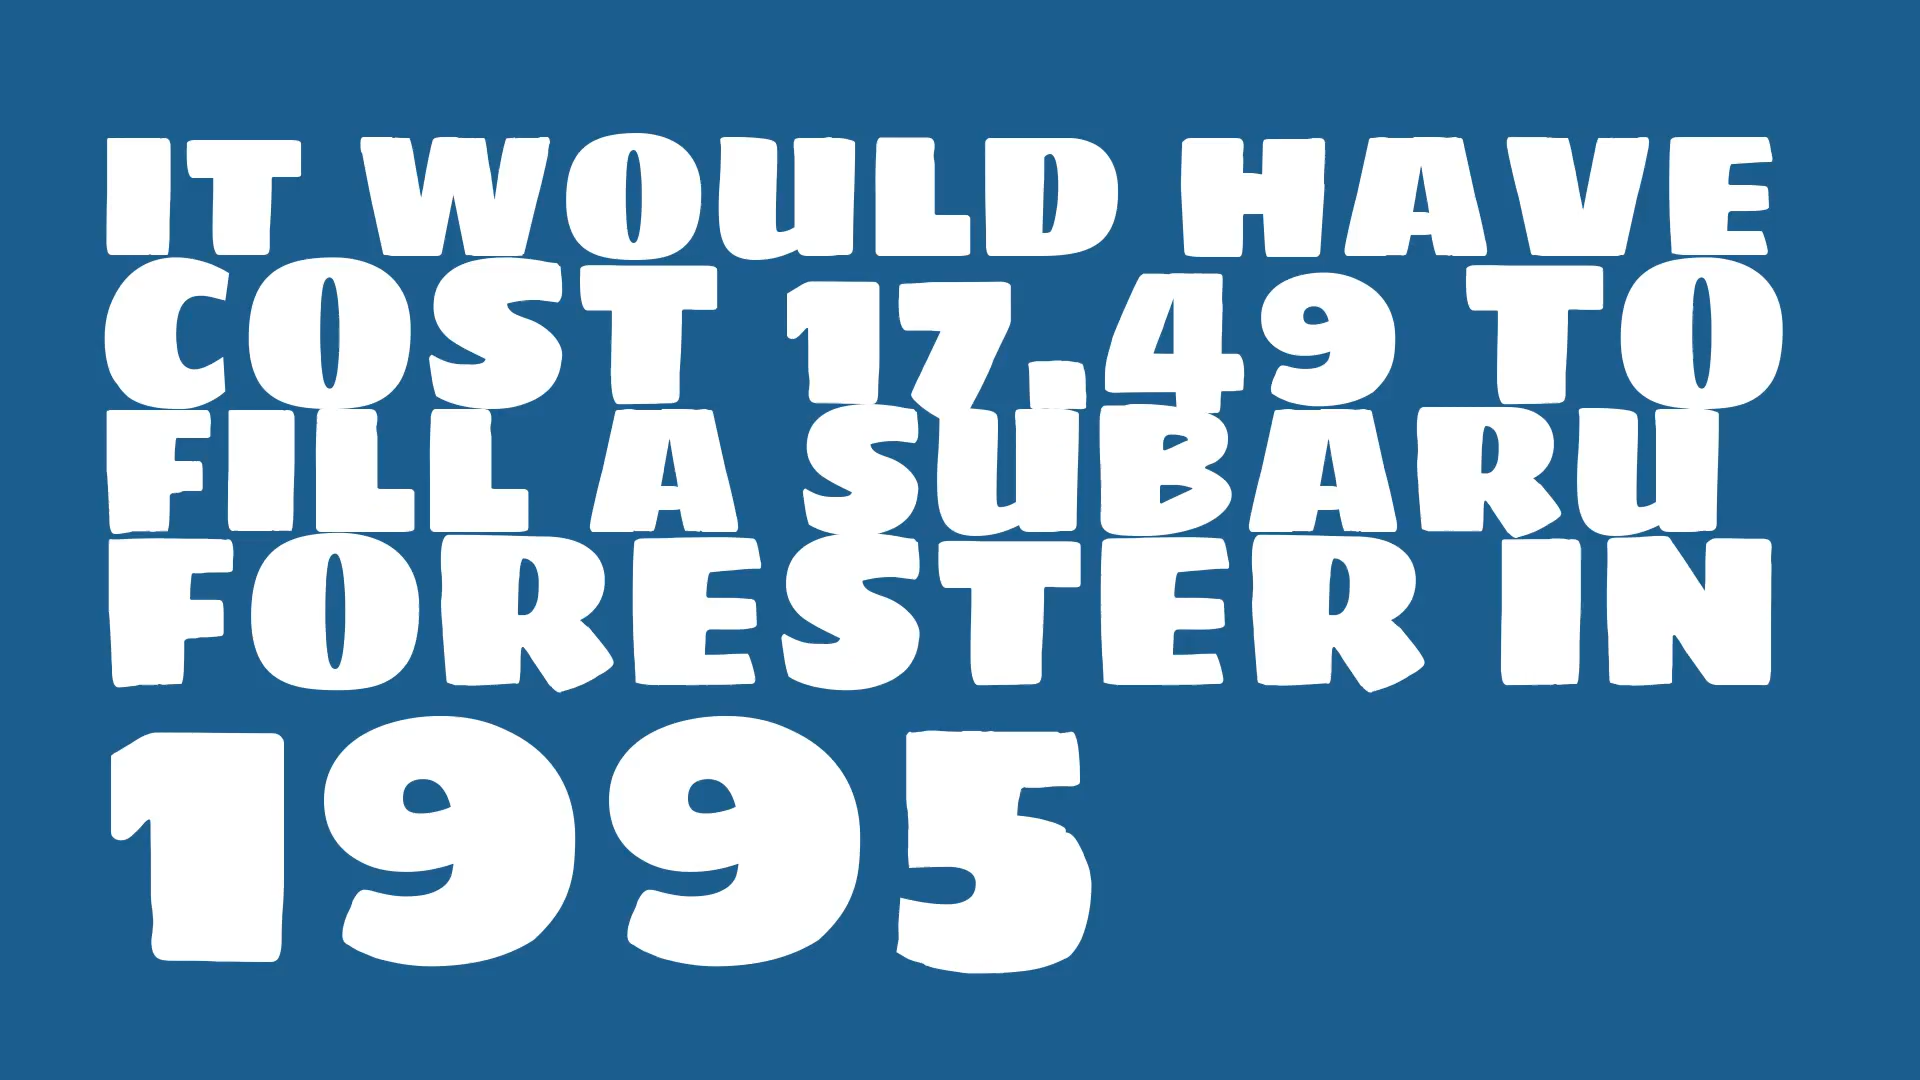 IT WOULD HAVE
COST 17.49 TO
FILL A SUBARU
FORESTER IN
1995